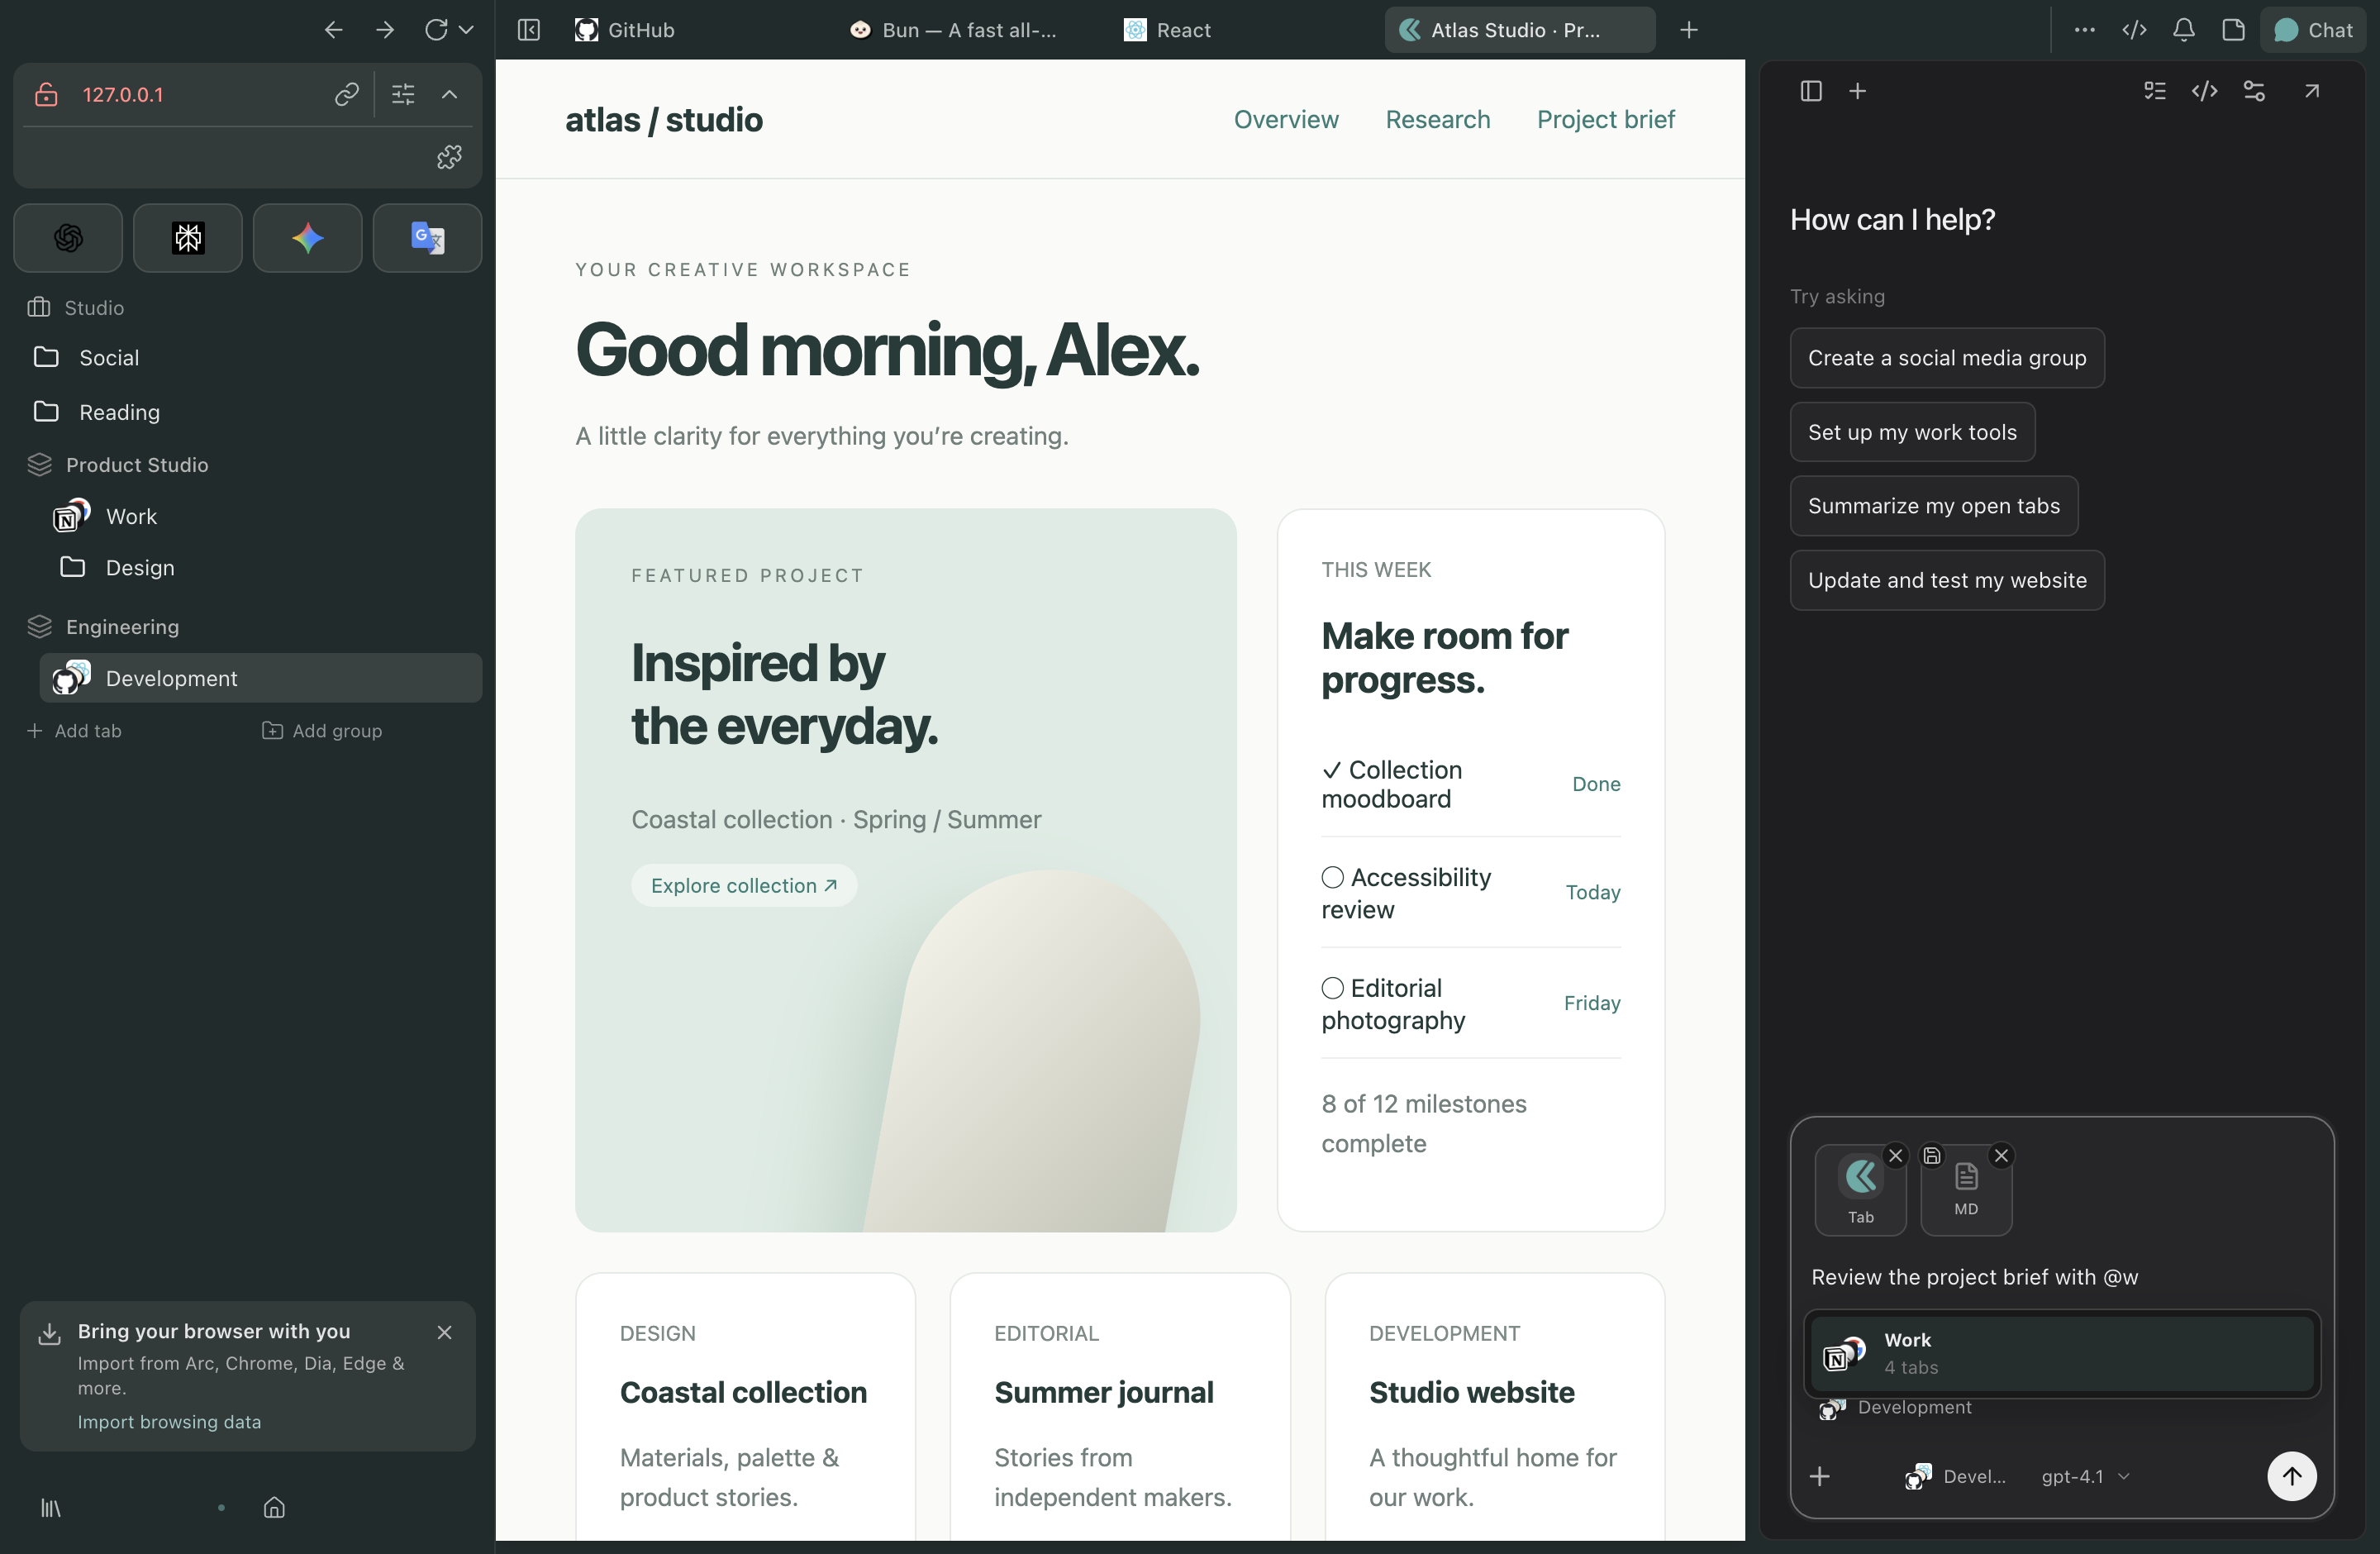 GitHub
Bun — A fast all-...
React
Atlas Studio · Pr...
Chat
127.0.0.1
Studio
Social
Reading
Product Studio
Work
Design
Engineering
Development
Add tab
Add group
Bring your browser with you
Import from Arc, Chrome, Dia, Edge &
more.
Import browsing data
atlas / studio
Overview
Research
Project brief
YOUR CREATIVE WORKSPACE
Good morning, Alex.
A little clarity for everything you’re creating.
FEATURED PROJECT
Inspired by
the everyday.
Coastal collection · Spring / Summer
Explore collection ↗
THIS WEEK
Make room for
progress.
✓ Collection
moodboard
Done
○ Accessibility
review
Today
○ Editorial
photography
Friday
8 of 12 milestones
complete
DESIGN
Coastal collection
Materials, palette &
product stories.
EDITORIAL
Summer journal
Stories from
independent makers.
DEVELOPMENT
Studio website
A thoughtful home for
our work.
How can I help?
Try asking
Create a social media group
Set up my work tools
Summarize my open tabs
Update and test my website
Tab
MD
Review the project brief with @w
Work
4 tabs
Development
Devel...
gpt-4.1